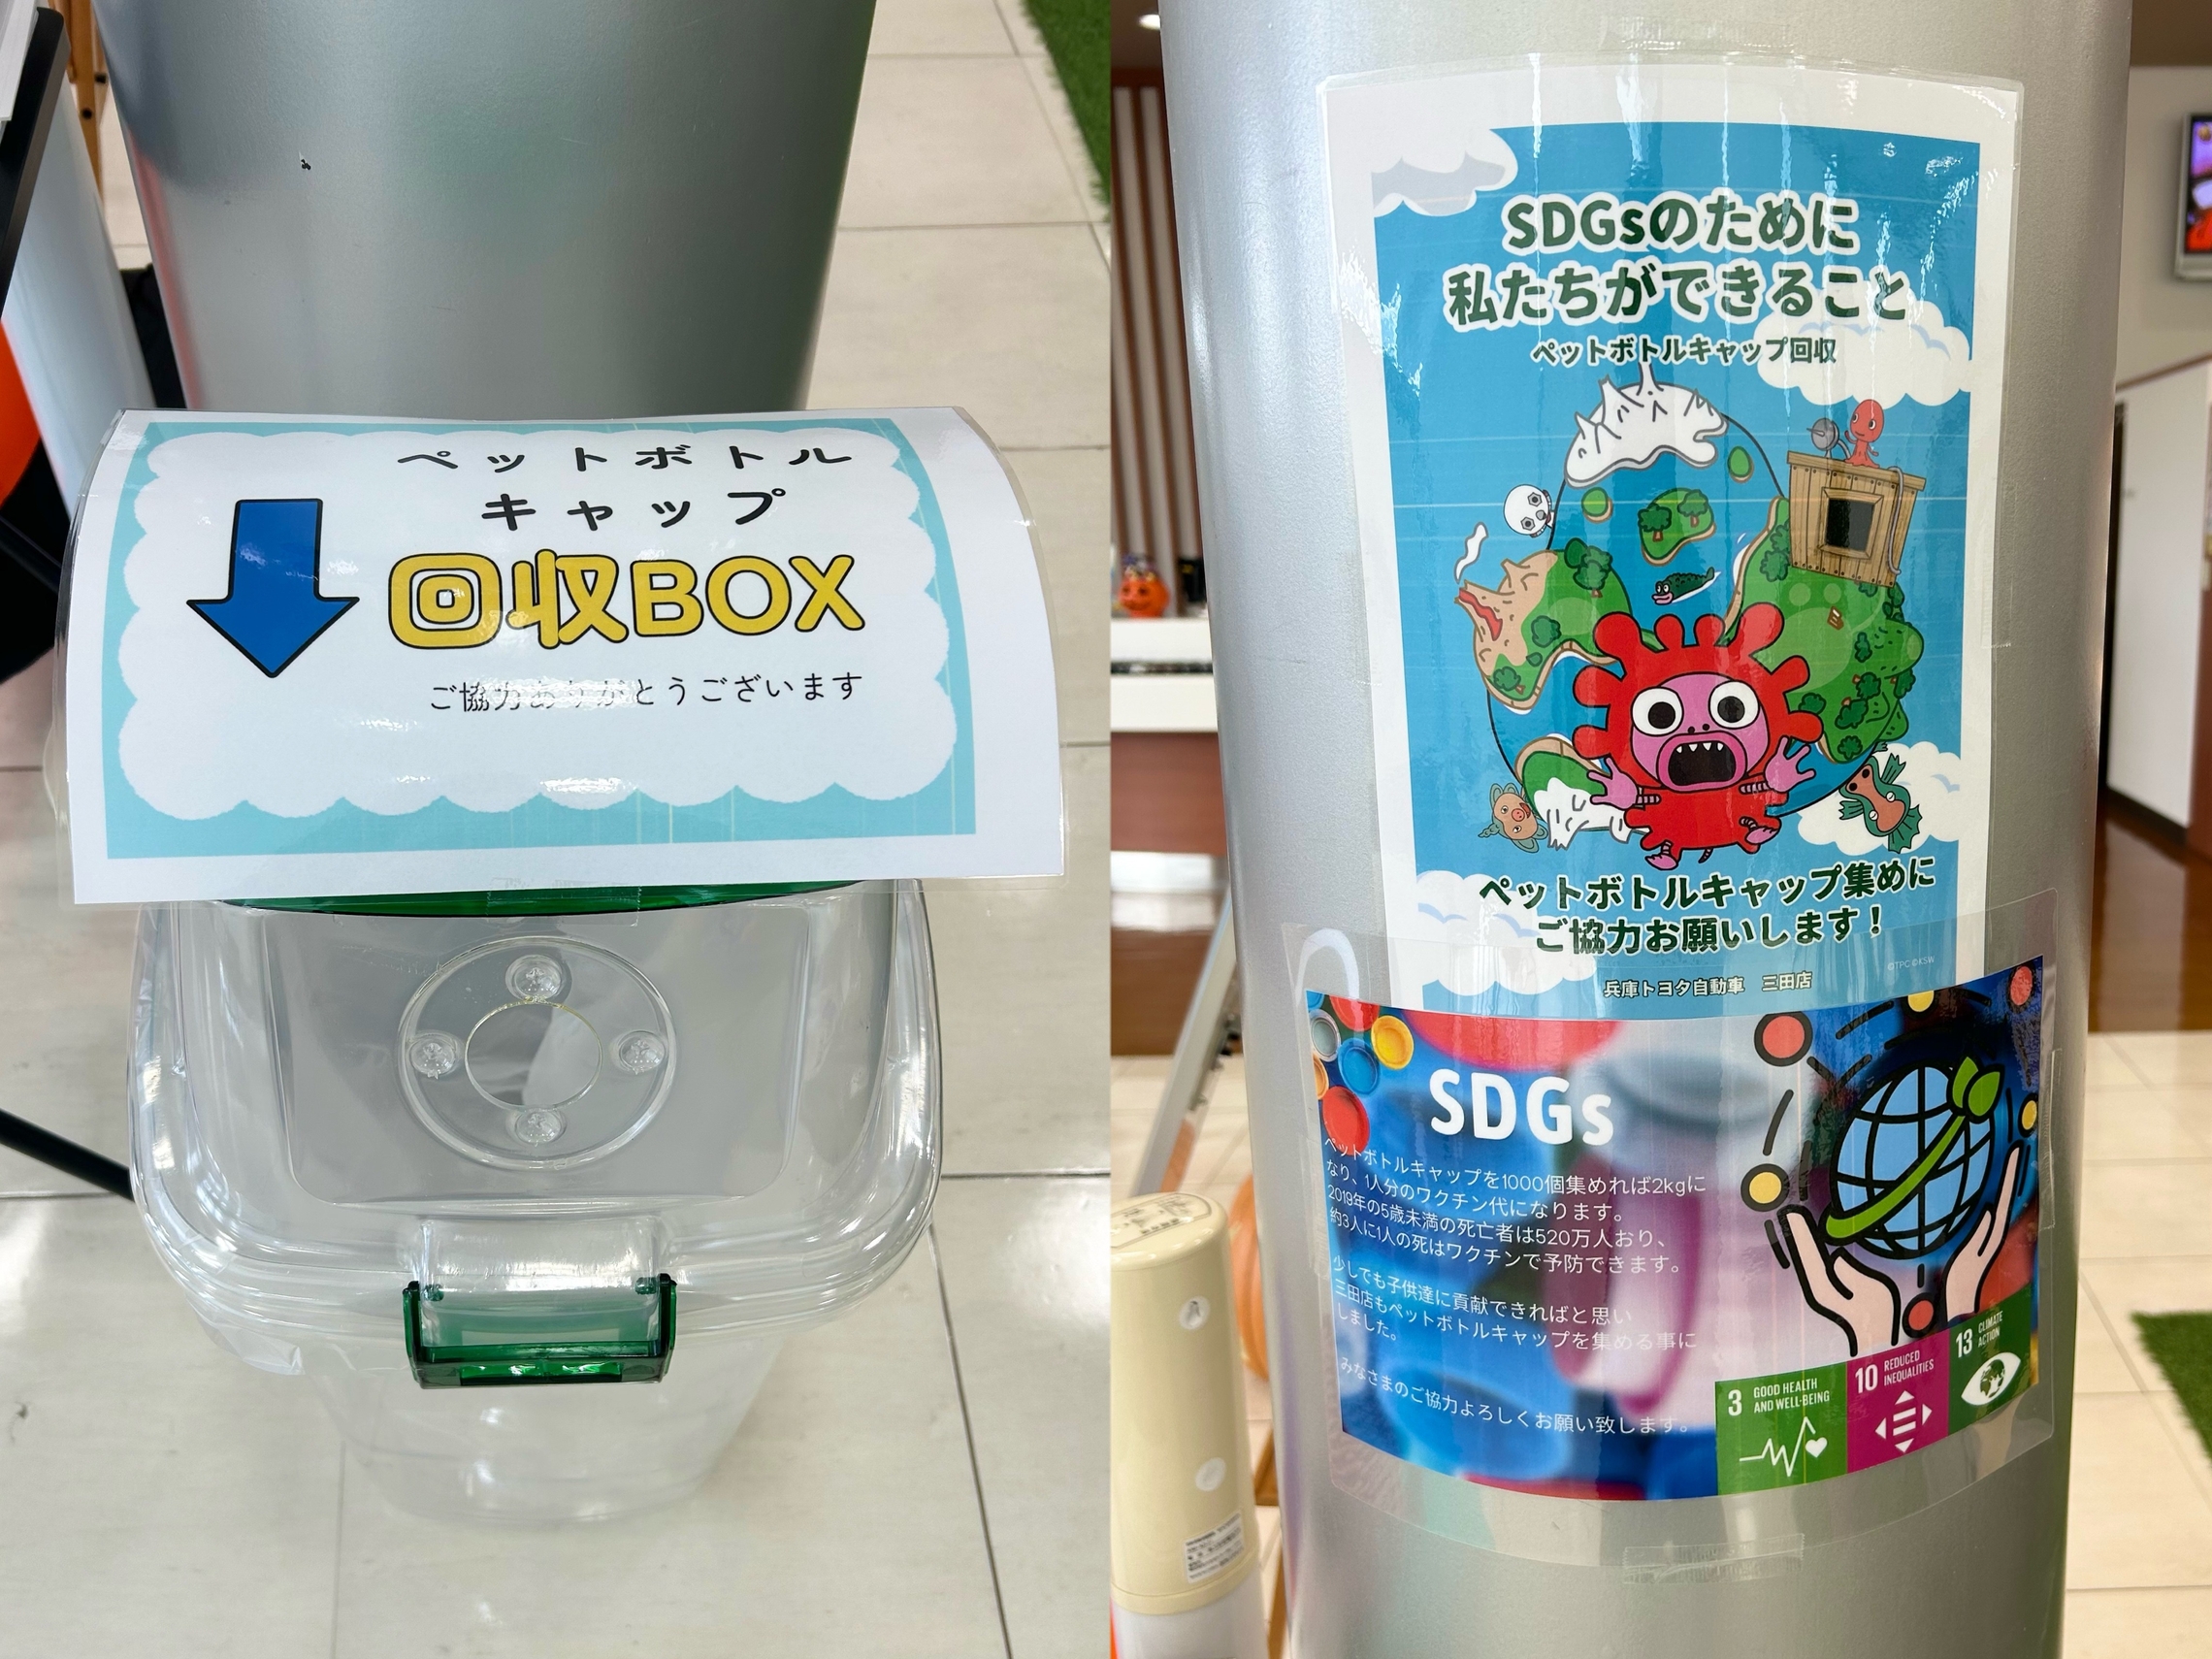 ペットボトル
キャップ
回収BOX
ご協力ありがとうございます
SDGsのために
私たちができること
ペットボトルキャップ回収
ペットボトルキャップ集めに
ご協力お願いします！
©TPC ©KSW
兵庫トヨタ自動車 三田店
SDGs
ペットボトルキャップを1000個集めれば2kgに
なり、1人分のワクチン代になります。
2019年の5歳未満の死亡者は520万人おり、
約3人に1人の死はワクチンで予防できます。
少しでも子供達に貢献できればと思い
三田店もペットボトルキャップを集める事に
しました。
みなさまのご協力よろしくお願い致します。
3 GOOD HEALTH
AND WELL-BEING
10 REDUCED
INEQUALITIES
13 CLIMATE
ACTION